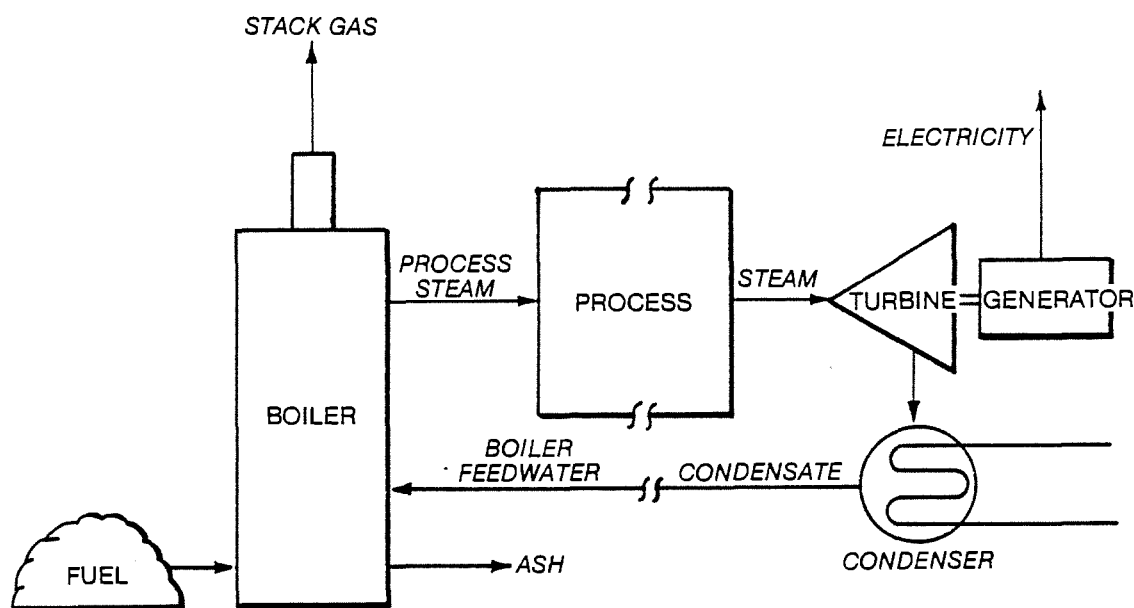 STACK GAS
ELECTRICITY
PROCESS
STEAM
PROCESS
STEAM
TURBINE
GENERATOR
BOILER
BOILER
FEEDWATER
CONDENSATE
CONDENSER
FUEL
ASH